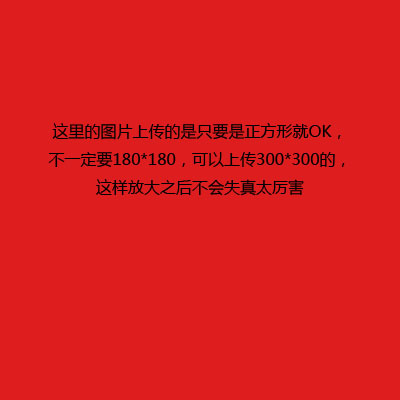 这里的图片上传的是只要是正方形就OK，
不一定要180*180，可以上传300*300的，
这样放大之后不会失真太厉害